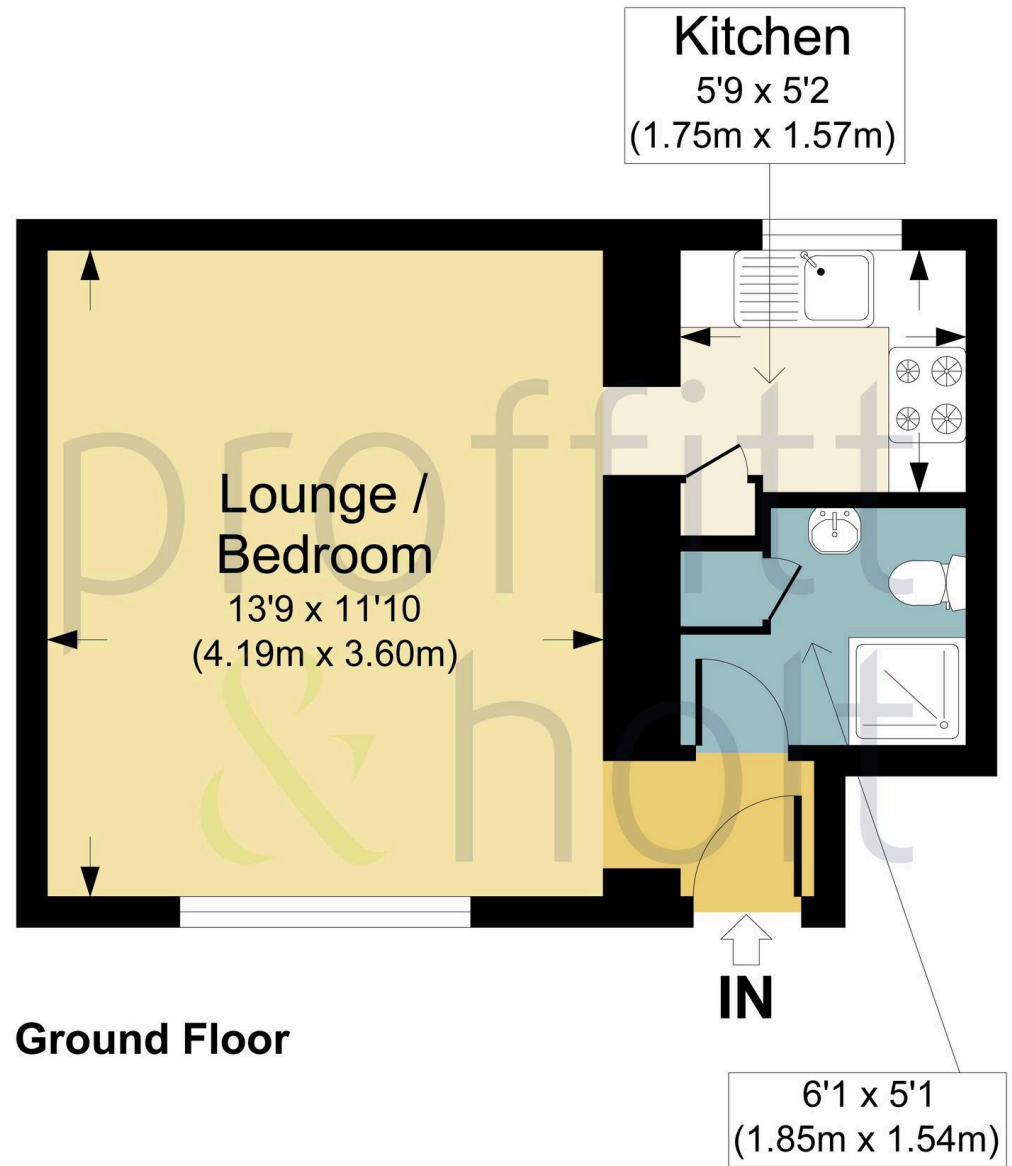 Kitchen
5'9 x 5'2
(1.75m x 1.57m)
Lounge /
Bedroom
13'9 x 11'10
(4.19m x 3.60m)
proffitt
& holt
IN
Ground Floor
6'1 x 5'1
(1.85m x 1.54m)